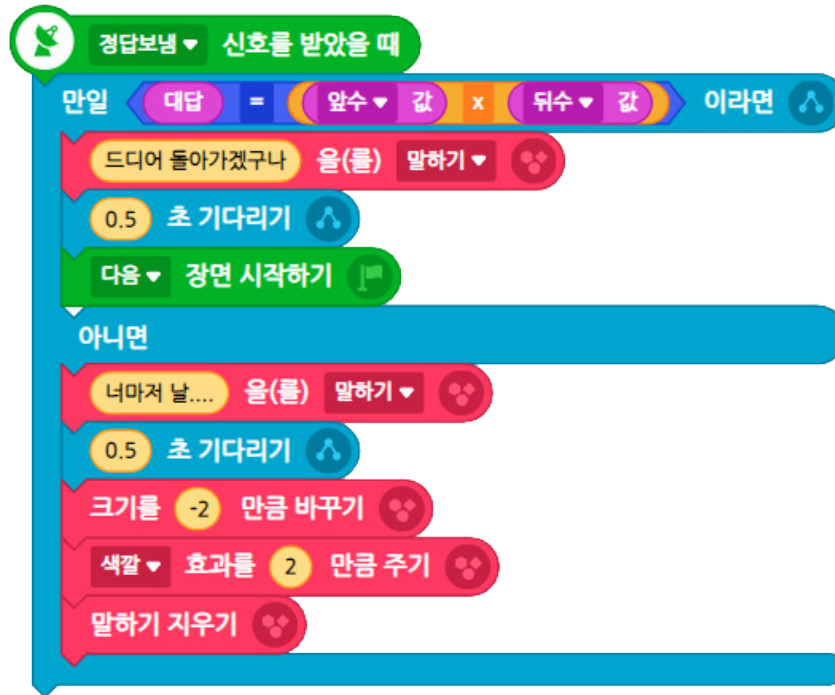 정답보냄 신호를 받았을 때
만일 대답 = 앞수 값 x 뒤수 값 이라면
드디어 돌아가겠구나 을(를) 말하기
0.5 초 기다리기
다음 장면 시작하기
아니면
너마저 날.... 을(를) 말하기
0.5 초 기다리기
크기를 -2 만큼 바꾸기
색깔 효과를 2 만큼 주기
말하기 지우기